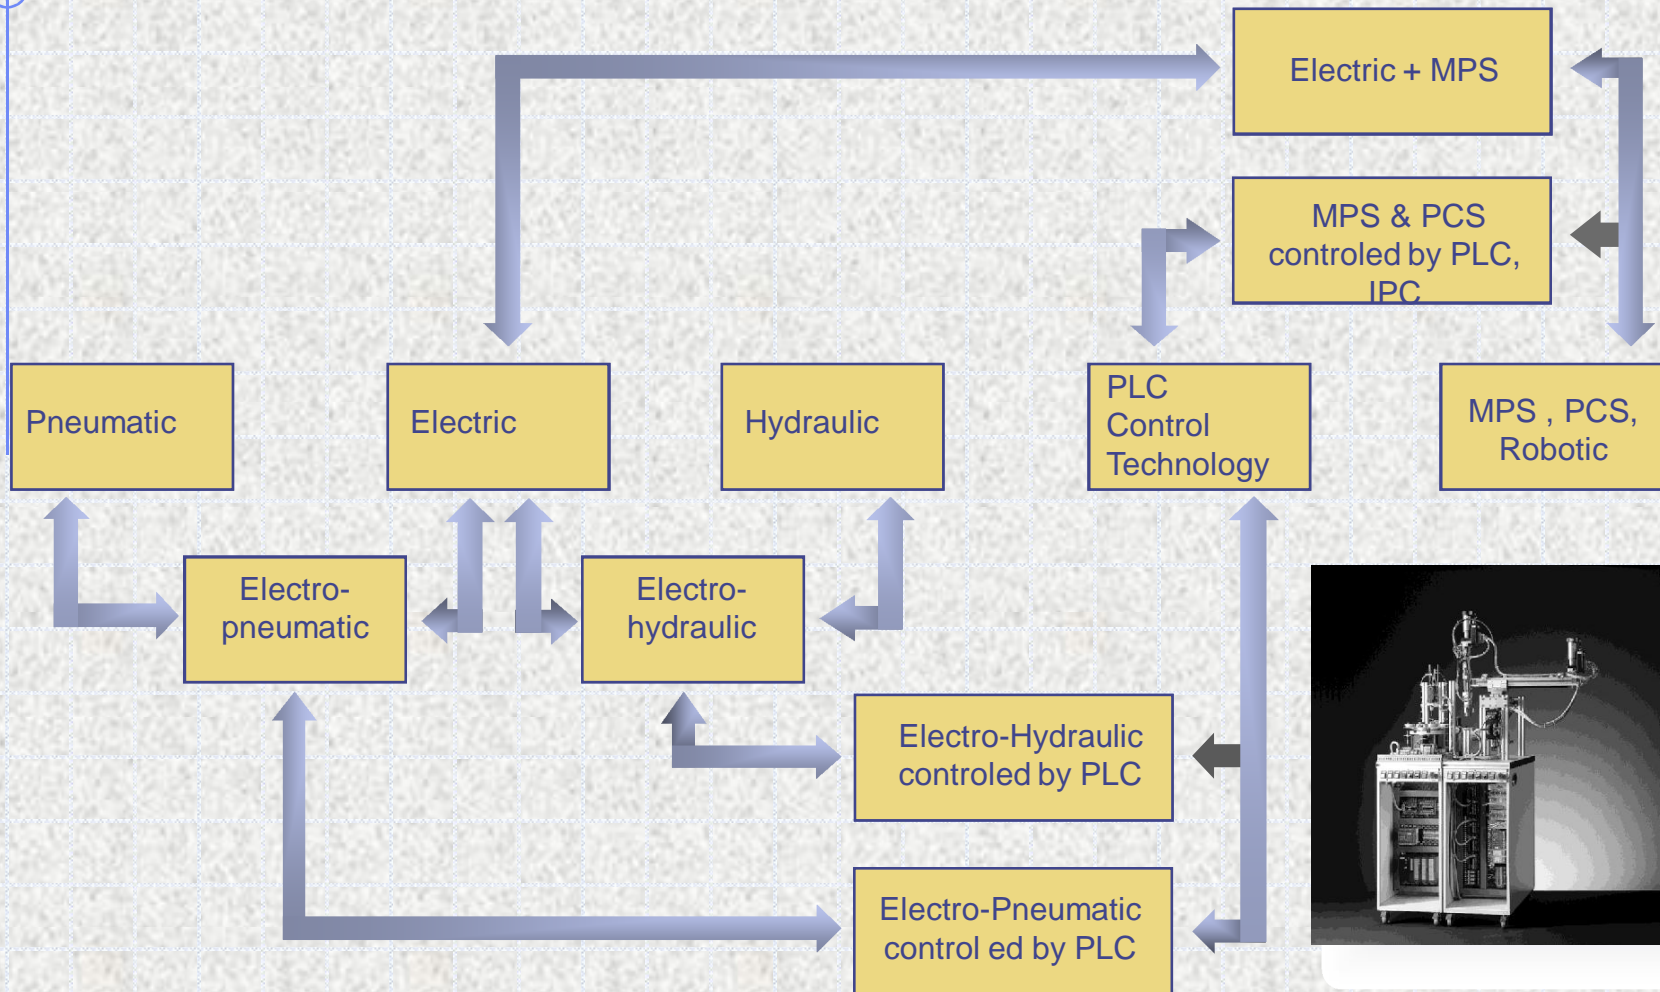 Electric + MPS
MPS & PCS
controled by PLC,
IPC
Pneumatic
Electric
Hydraulic
PLC
Control
Technology
MPS , PCS,
Robotic
Electro-
pneumatic
Electro-
hydraulic
Electro-Hydraulic
controled by PLC
Electro-Pneumatic
control ed by PLC